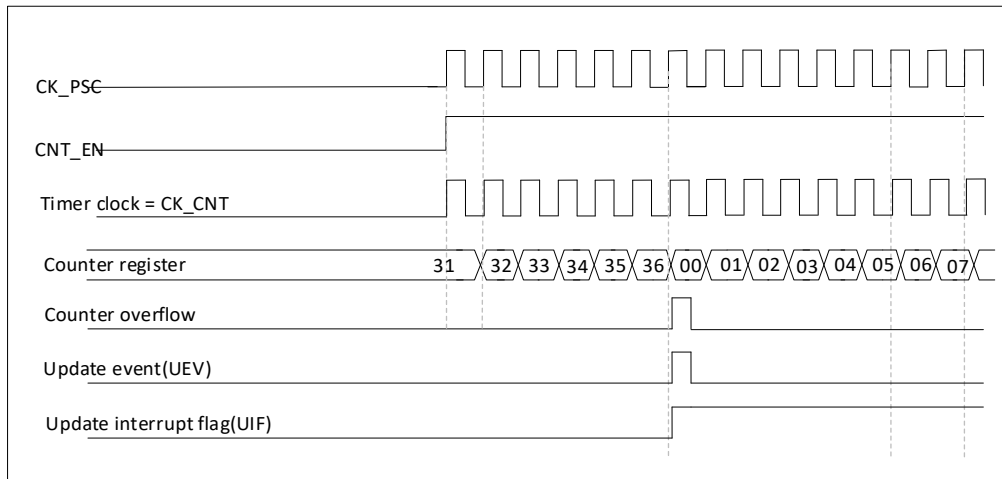 CK_PSC
CNT_EN
Timer clock = CK_CNT
Counter register 31 32 33 34 35 36 00 01 02 03 04 05 06 07
Counter overflow
Update event(UEV)
Update interrupt flag(UIF)